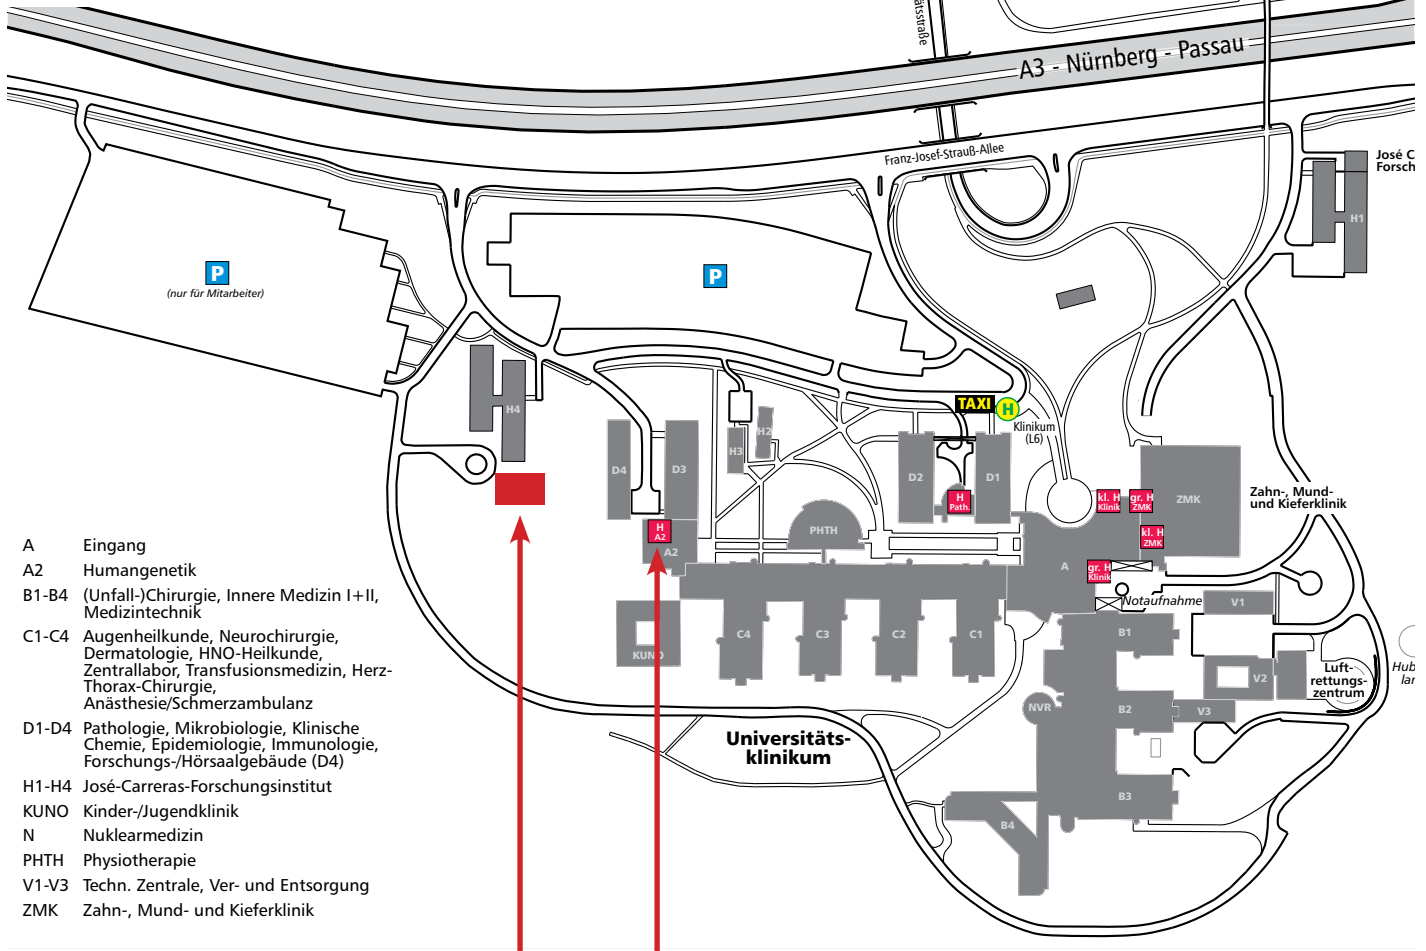 itätsstraße
A3 - Nürnberg - Passau
Franz-Josef-Strauß-Allee
José C
Forsch
H1
P
(nur für Mitarbeiter)
P
TAXI
H
Klinikum
(L6)
H4
H2
H3
D4
D3
D2
D1
H
Path.
kl. H
Klinik
gr. H
ZMK
ZMK
Zahn-, Mund-
und Kieferklinik
H
A2
A2
PHTH
kl. H
ZMK
A
gr. H
Klinik
Notaufnahme
V1
KUNO
C4
C3
C2
C1
B1
Luft-
rettungs-
zentrum
Hub
lan
V2
NVR
B2
V3
Universitäts-
klinikum
B3
B4
A Eingang
A2 Humangenetik
B1-B4 (Unfall-)Chirurgie, Innere Medizin I+II,
Medizintechnik
C1-C4 Augenheilkunde, Neurochirurgie,
Dermatologie, HNO-Heilkunde,
Zentrallabor, Transfusionsmedizin, Herz-
Thorax-Chirurgie,
Anästhesie/Schmerzambulanz
D1-D4 Pathologie, Mikrobiologie, Klinische
Chemie, Epidemiologie, Immunologie,
Forschungs-/Hörsaalgebäude (D4)
H1-H4 José-Carreras-Forschungsinstitut
KUNO Kinder-/Jugendklinik
N Nuklearmedizin
PHTH Physiotherapie
V1-V3 Techn. Zentrale, Ver- und Entsorgung
ZMK Zahn-, Mund- und Kieferklinik